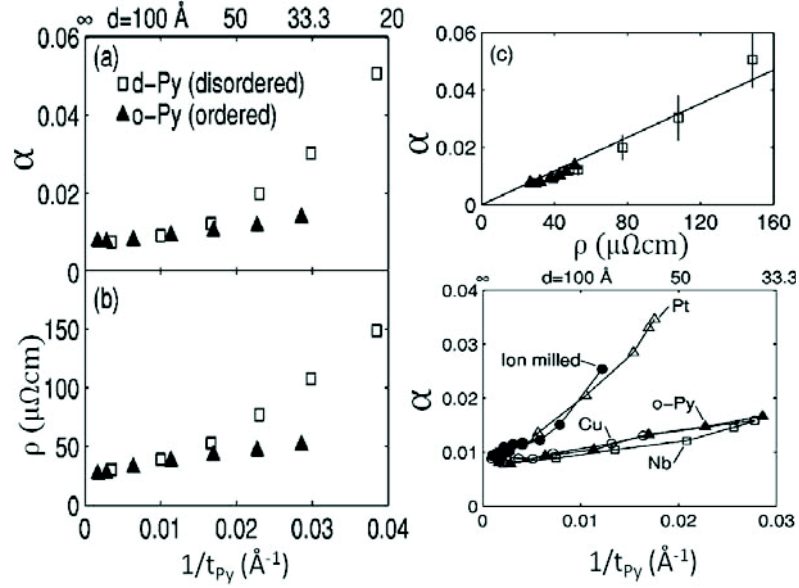 ∞ d=100 Å 50 33.3 20
0.06
(a)
□ d-Py (disordered)
▲ o-Py (ordered)
0.04
α
0.02
0
(b)
150
ρ (μΩcm)
100
50
0
0 0.01 0.02 0.03 0.04
1/t_Py (Å⁻¹)
0.06
(c)
0.04
α
0.02
0
0 40 80 120 160
ρ (μΩcm)
∞ d=100 Å 50 33.3
0.04
Pt
0.03
Ion milled
α
0.02
o-Py
Cu
0.01
Nb
0.00
0 0.01 0.02 0.03
1/t_Py (Å⁻¹)